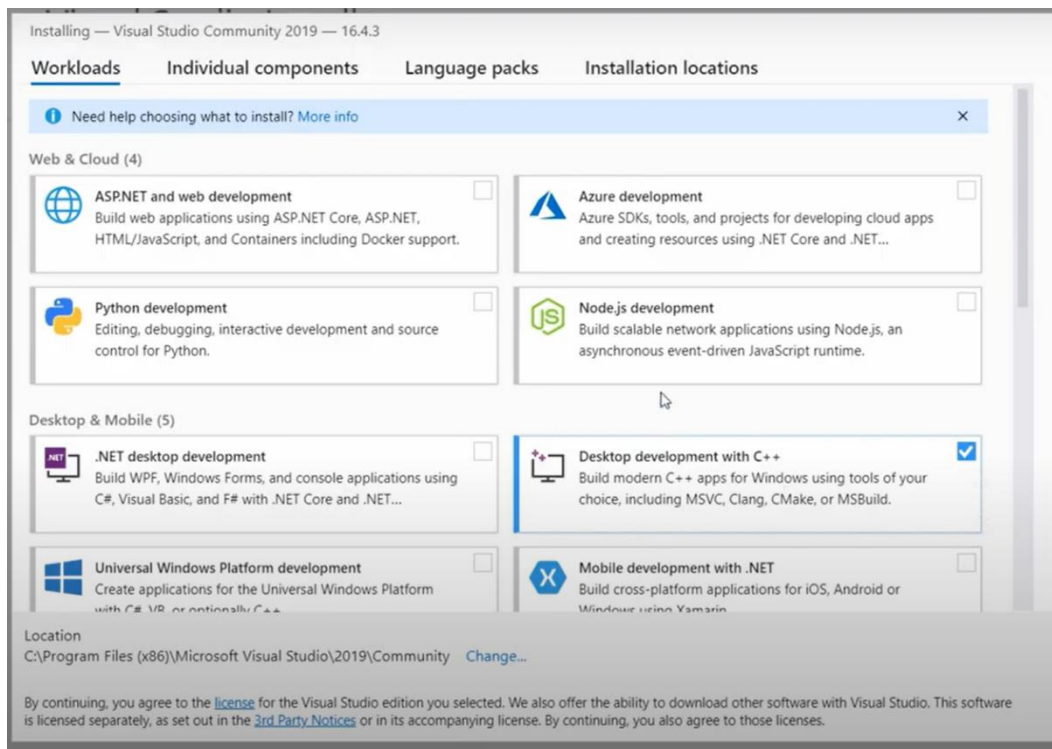 Installing — Visual Studio Community 2019 — 16.4.3
Workloads Individual components Language packs Installation locations
Need help choosing what to install? More info
Web & Cloud (4)
ASP.NET and web development
Build web applications using ASP.NET Core, ASP.NET,
HTML/JavaScript, and Containers including Docker support.
Azure development
Azure SDKs, tools, and projects for developing cloud apps
and creating resources using .NET Core and .NET...
Python development
Editing, debugging, interactive development and source
control for Python.
Node.js development
Build scalable network applications using Node.js, an
asynchronous event-driven JavaScript runtime.
Desktop & Mobile (5)
.NET desktop development
Build WPF, Windows Forms, and console applications using
C#, Visual Basic, and F# with .NET Core and .NET...
Desktop development with C++
Build modern C++ apps for Windows using tools of your
choice, including MSVC, Clang, CMake, or MSBuild.
Universal Windows Platform development
Create applications for the Universal Windows Platform
with C#, VB, or optionally C++.
Mobile development with .NET
Build cross-platform applications for iOS, Android or
Windows using Xamarin.
Location
C:\Program Files (x86)\Microsoft Visual Studio\2019\Community Change...
By continuing, you agree to the license for the Visual Studio edition you selected. We also offer the ability to download other software with Visual Studio. This software
is licensed separately, as set out in the 3rd Party Notices or in its accompanying license. By continuing, you also agree to those licenses.